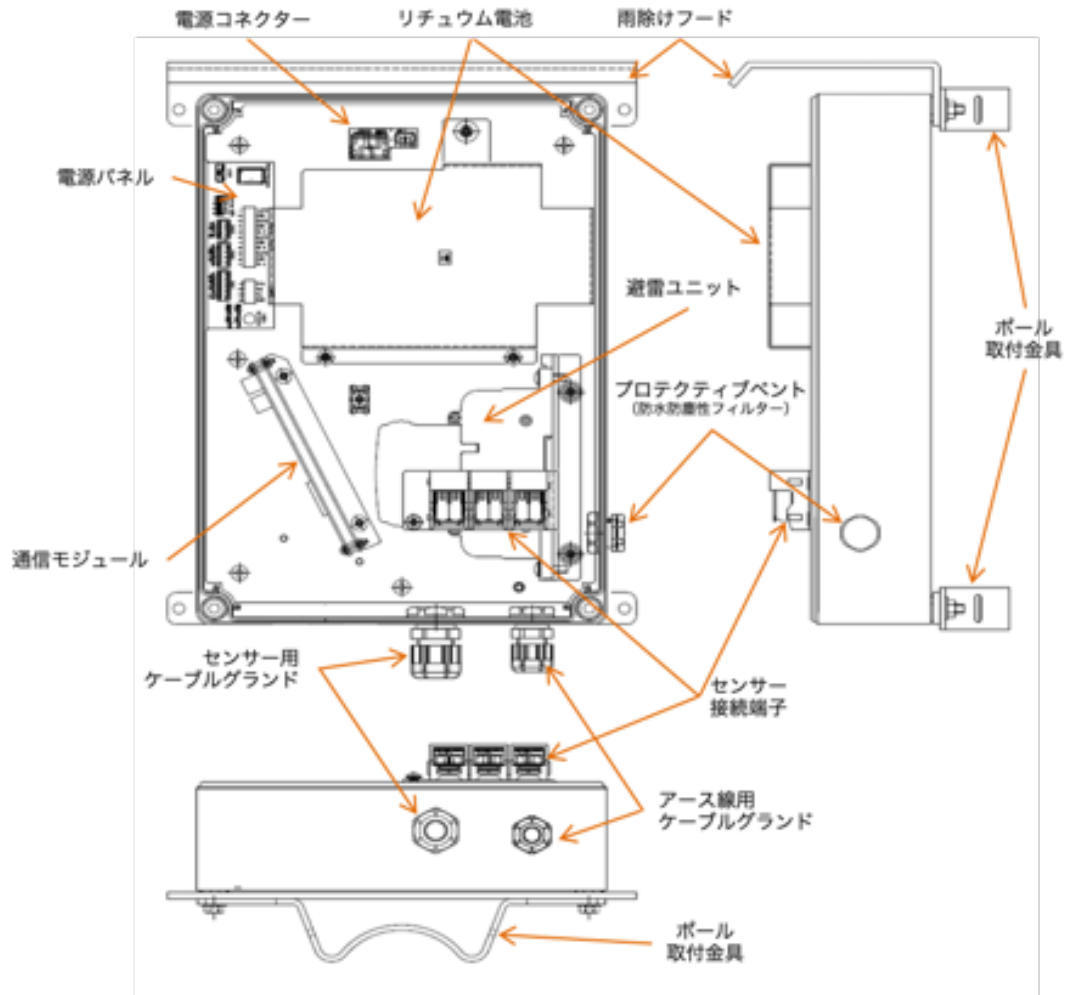 電源コネクター
リチュウム電池
雨除けフード
電源パネル
避雷ユニット
ポール
取付金具
プロテクティブベント
(防水防塵性フィルター)
通信モジュール
センサー用
ケーブルグランド
センサー
接続端子
アース線用
ケーブルグランド
ポール
取付金具